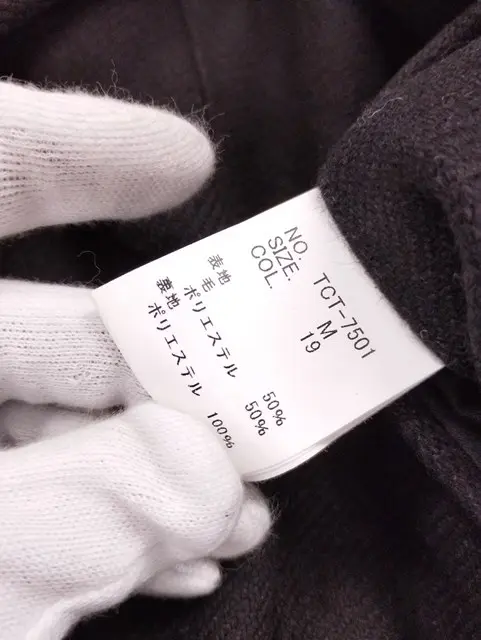 NO. TCT-7501
SIZE. M
COL. 19
表地
毛 50%
ポリエステル 50%
裏地
ポリエステル 100%